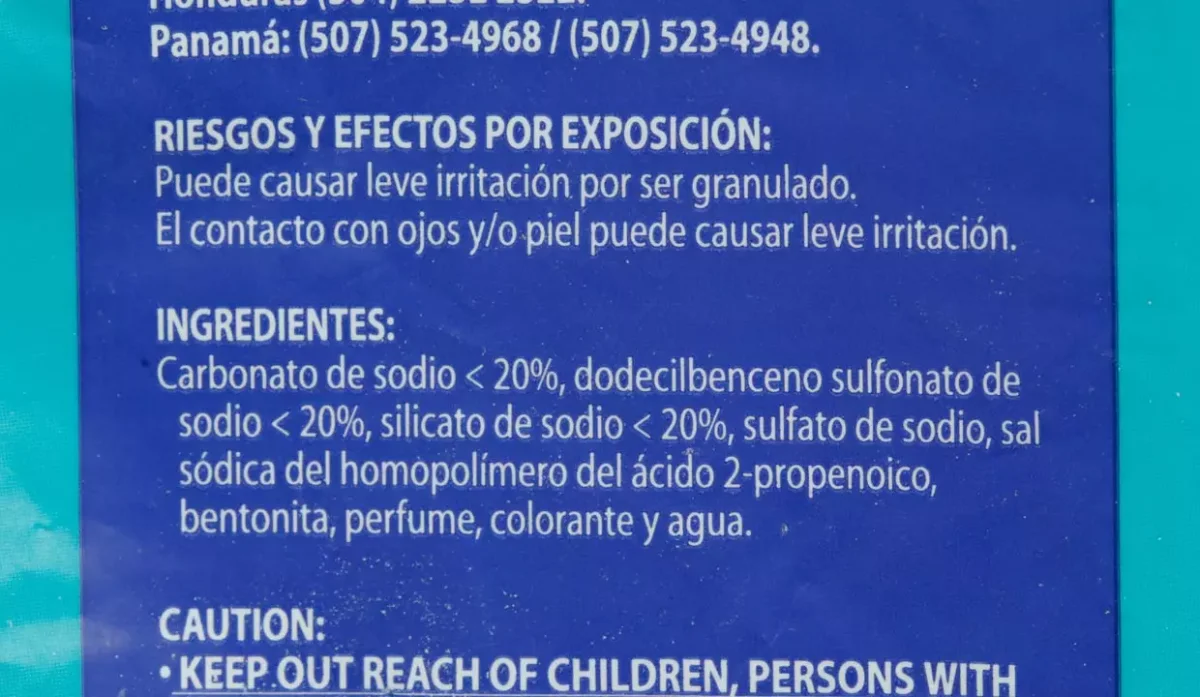 Panamá: (507) 523-4968 / (507) 523-4948.
RIESGOS Y EFECTOS POR EXPOSICIÓN:
Puede causar leve irritación por ser granulado.
El contacto con ojos y/o piel puede causar leve irritación.
INGREDIENTES:
Carbonato de sodio < 20%, dodecilbenceno sulfonato de
sodio < 20%, silicato de sodio < 20%, sulfato de sodio, sal
sódica del homopolímero del ácido 2-propenoico,
bentonita, perfume, colorante y agua.
CAUTION:
• KEEP OUT REACH OF CHILDREN, PERSONS WITH